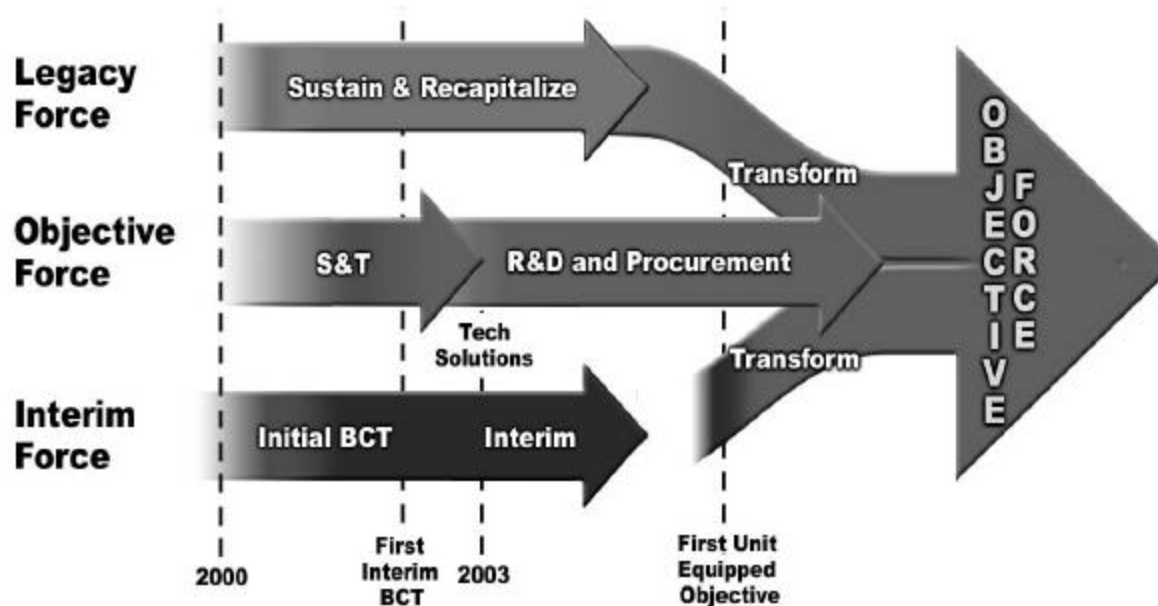 Legacy
Force
Sustain & Recapitalize
Transform
Objective
Force
S&T
R&D and Procurement
Tech
Solutions
Transform
Interim
Force
Initial BCT
Interim
OBJECTIVE
FORCE
2000
First
Interim
BCT
2003
First Unit
Equipped
Objective